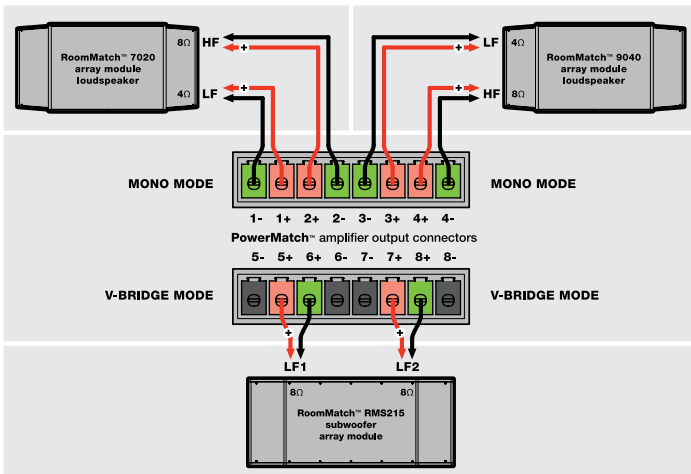 RoomMatch™ 7020
array module
loudspeaker
8Ω
4Ω
HF
+
+
LF
+
LF
+
HF
4Ω
8Ω
RoomMatch™ 9040
array module
loudspeaker
MONO MODE
MONO MODE
1- 1+ 2+ 2- 3- 3+ 4+ 4-
PowerMatch™ amplifier output connectors
5- 5+ 6+ 6- 7- 7+ 8+ 8-
V-BRIDGE MODE
V-BRIDGE MODE
+
+
LF1
LF2
8Ω
8Ω
RoomMatch™ RMS215
subwoofer
array module